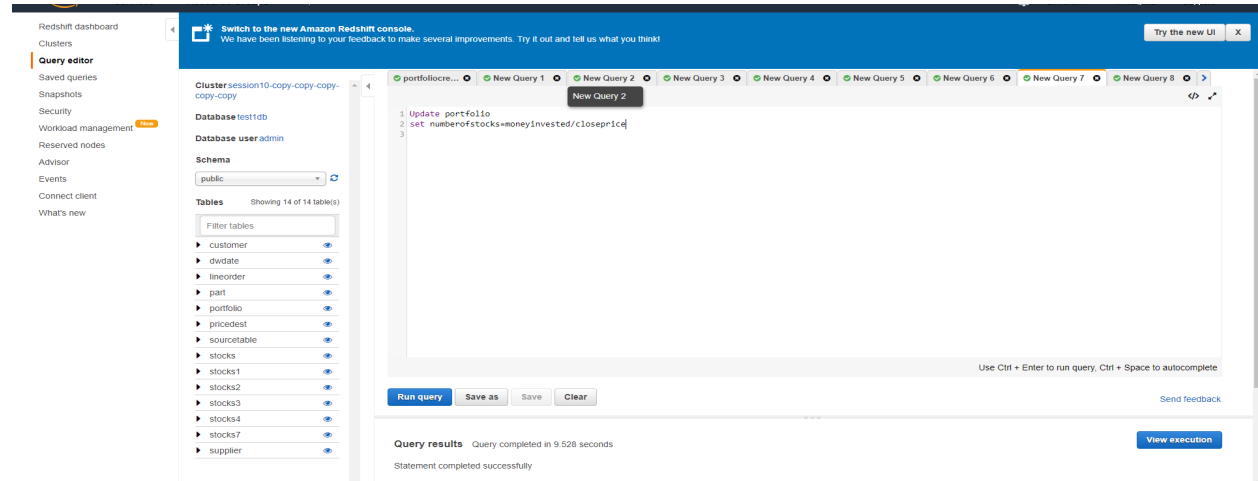 Redshift dashboard
Clusters
Query editor
Saved queries
Snapshots
Security
Workload management New
Reserved nodes
Advisor
Events
Connect client
What's new
Switch to the new Amazon Redshift console.
We have been listening to your feedback to make several improvements. Try it out and tell us what you think!
Try the new UI
X
Cluster session10-copy-copy-copy-
copy-copy
Database test1db
Database user admin
Schema
public
Tables Showing 14 of 14 table(s)
Filter tables
customer
dwdate
lineorder
part
portfolio
pricedest
sourcetable
stocks
stocks1
stocks2
stocks3
stocks4
stocks7
supplier
portfoliocre... New Query 1 New Query 2 New Query 3 New Query 4 New Query 5 New Query 6 New Query 7 New Query 8
New Query 2
1 Update portfolio
2 set numberofstocks=moneyinvested/closeprice
3
Use Ctrl + Enter to run query, Ctrl + Space to autocomplete
Run query Save as Save Clear
Send feedback
Query results Query completed in 9.528 seconds
View execution
Statement completed successfully